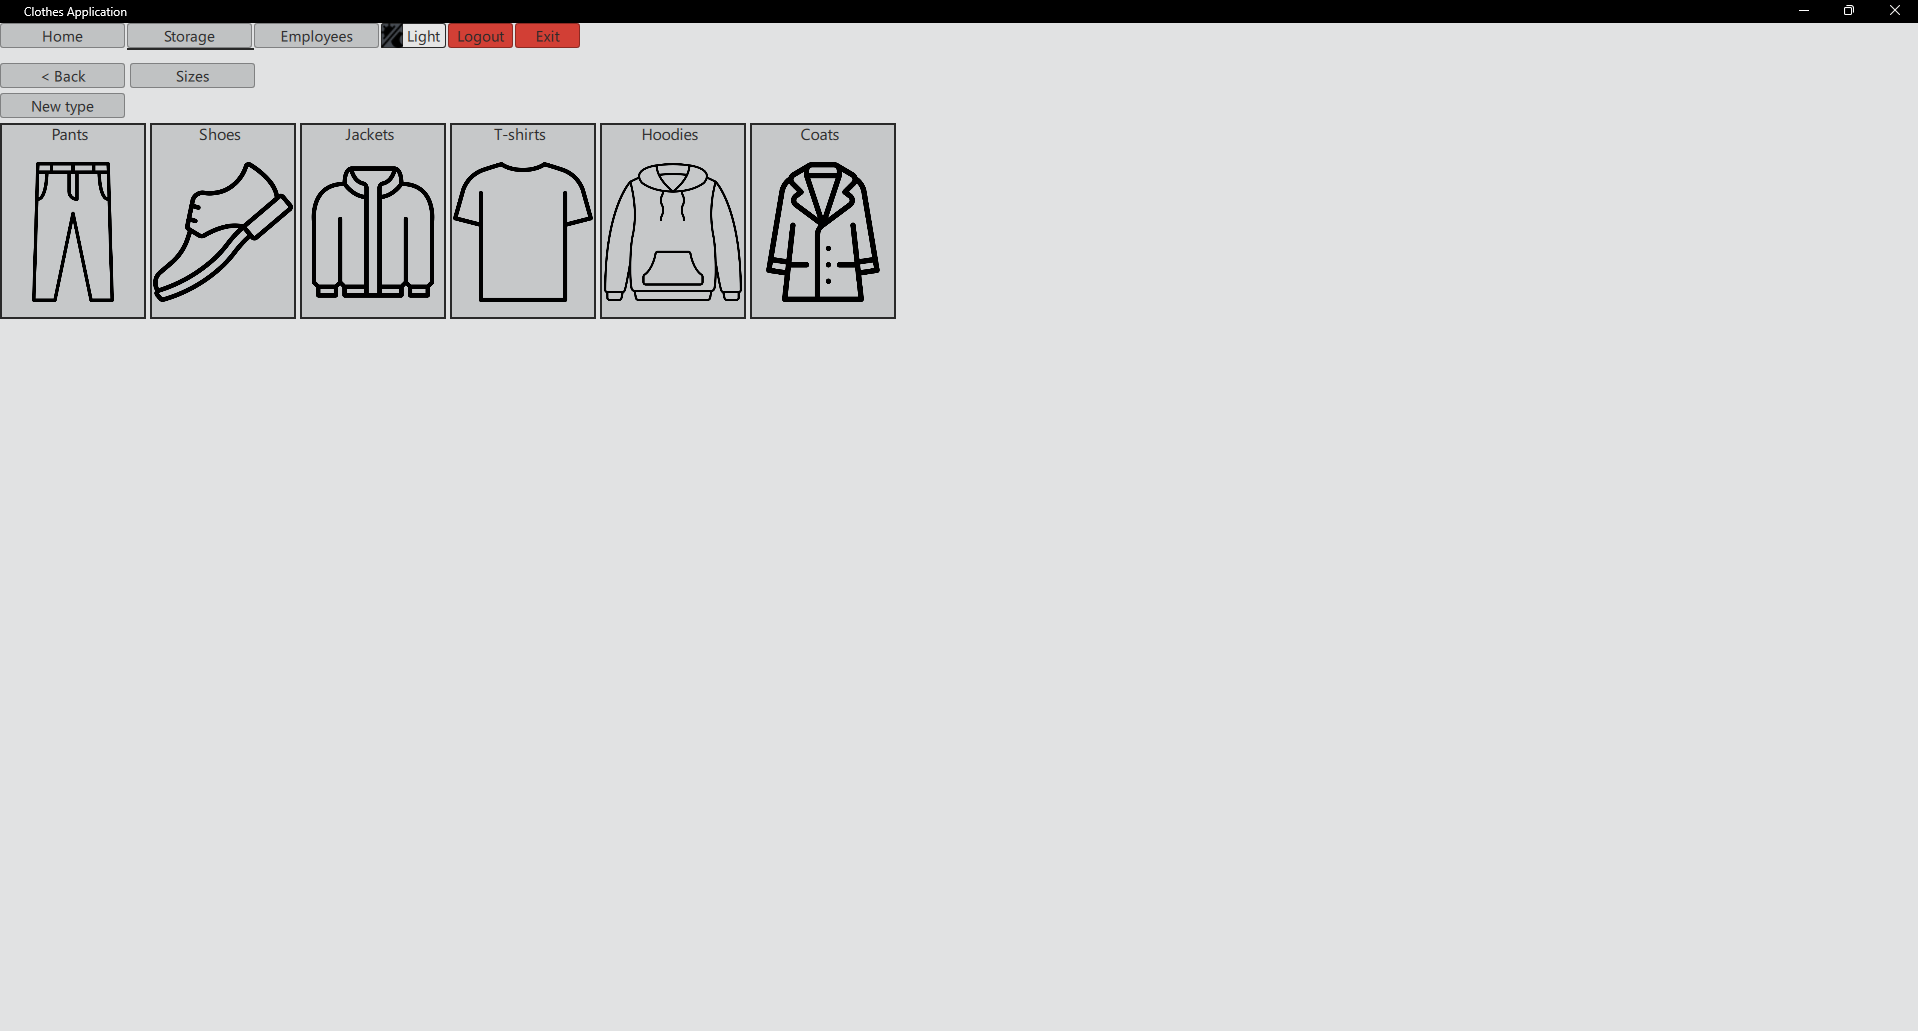 Clothes Application
Home Storage Employees Light Logout Exit
< Back Sizes
New type
Pants Shoes Jackets T-shirts Hoodies Coats